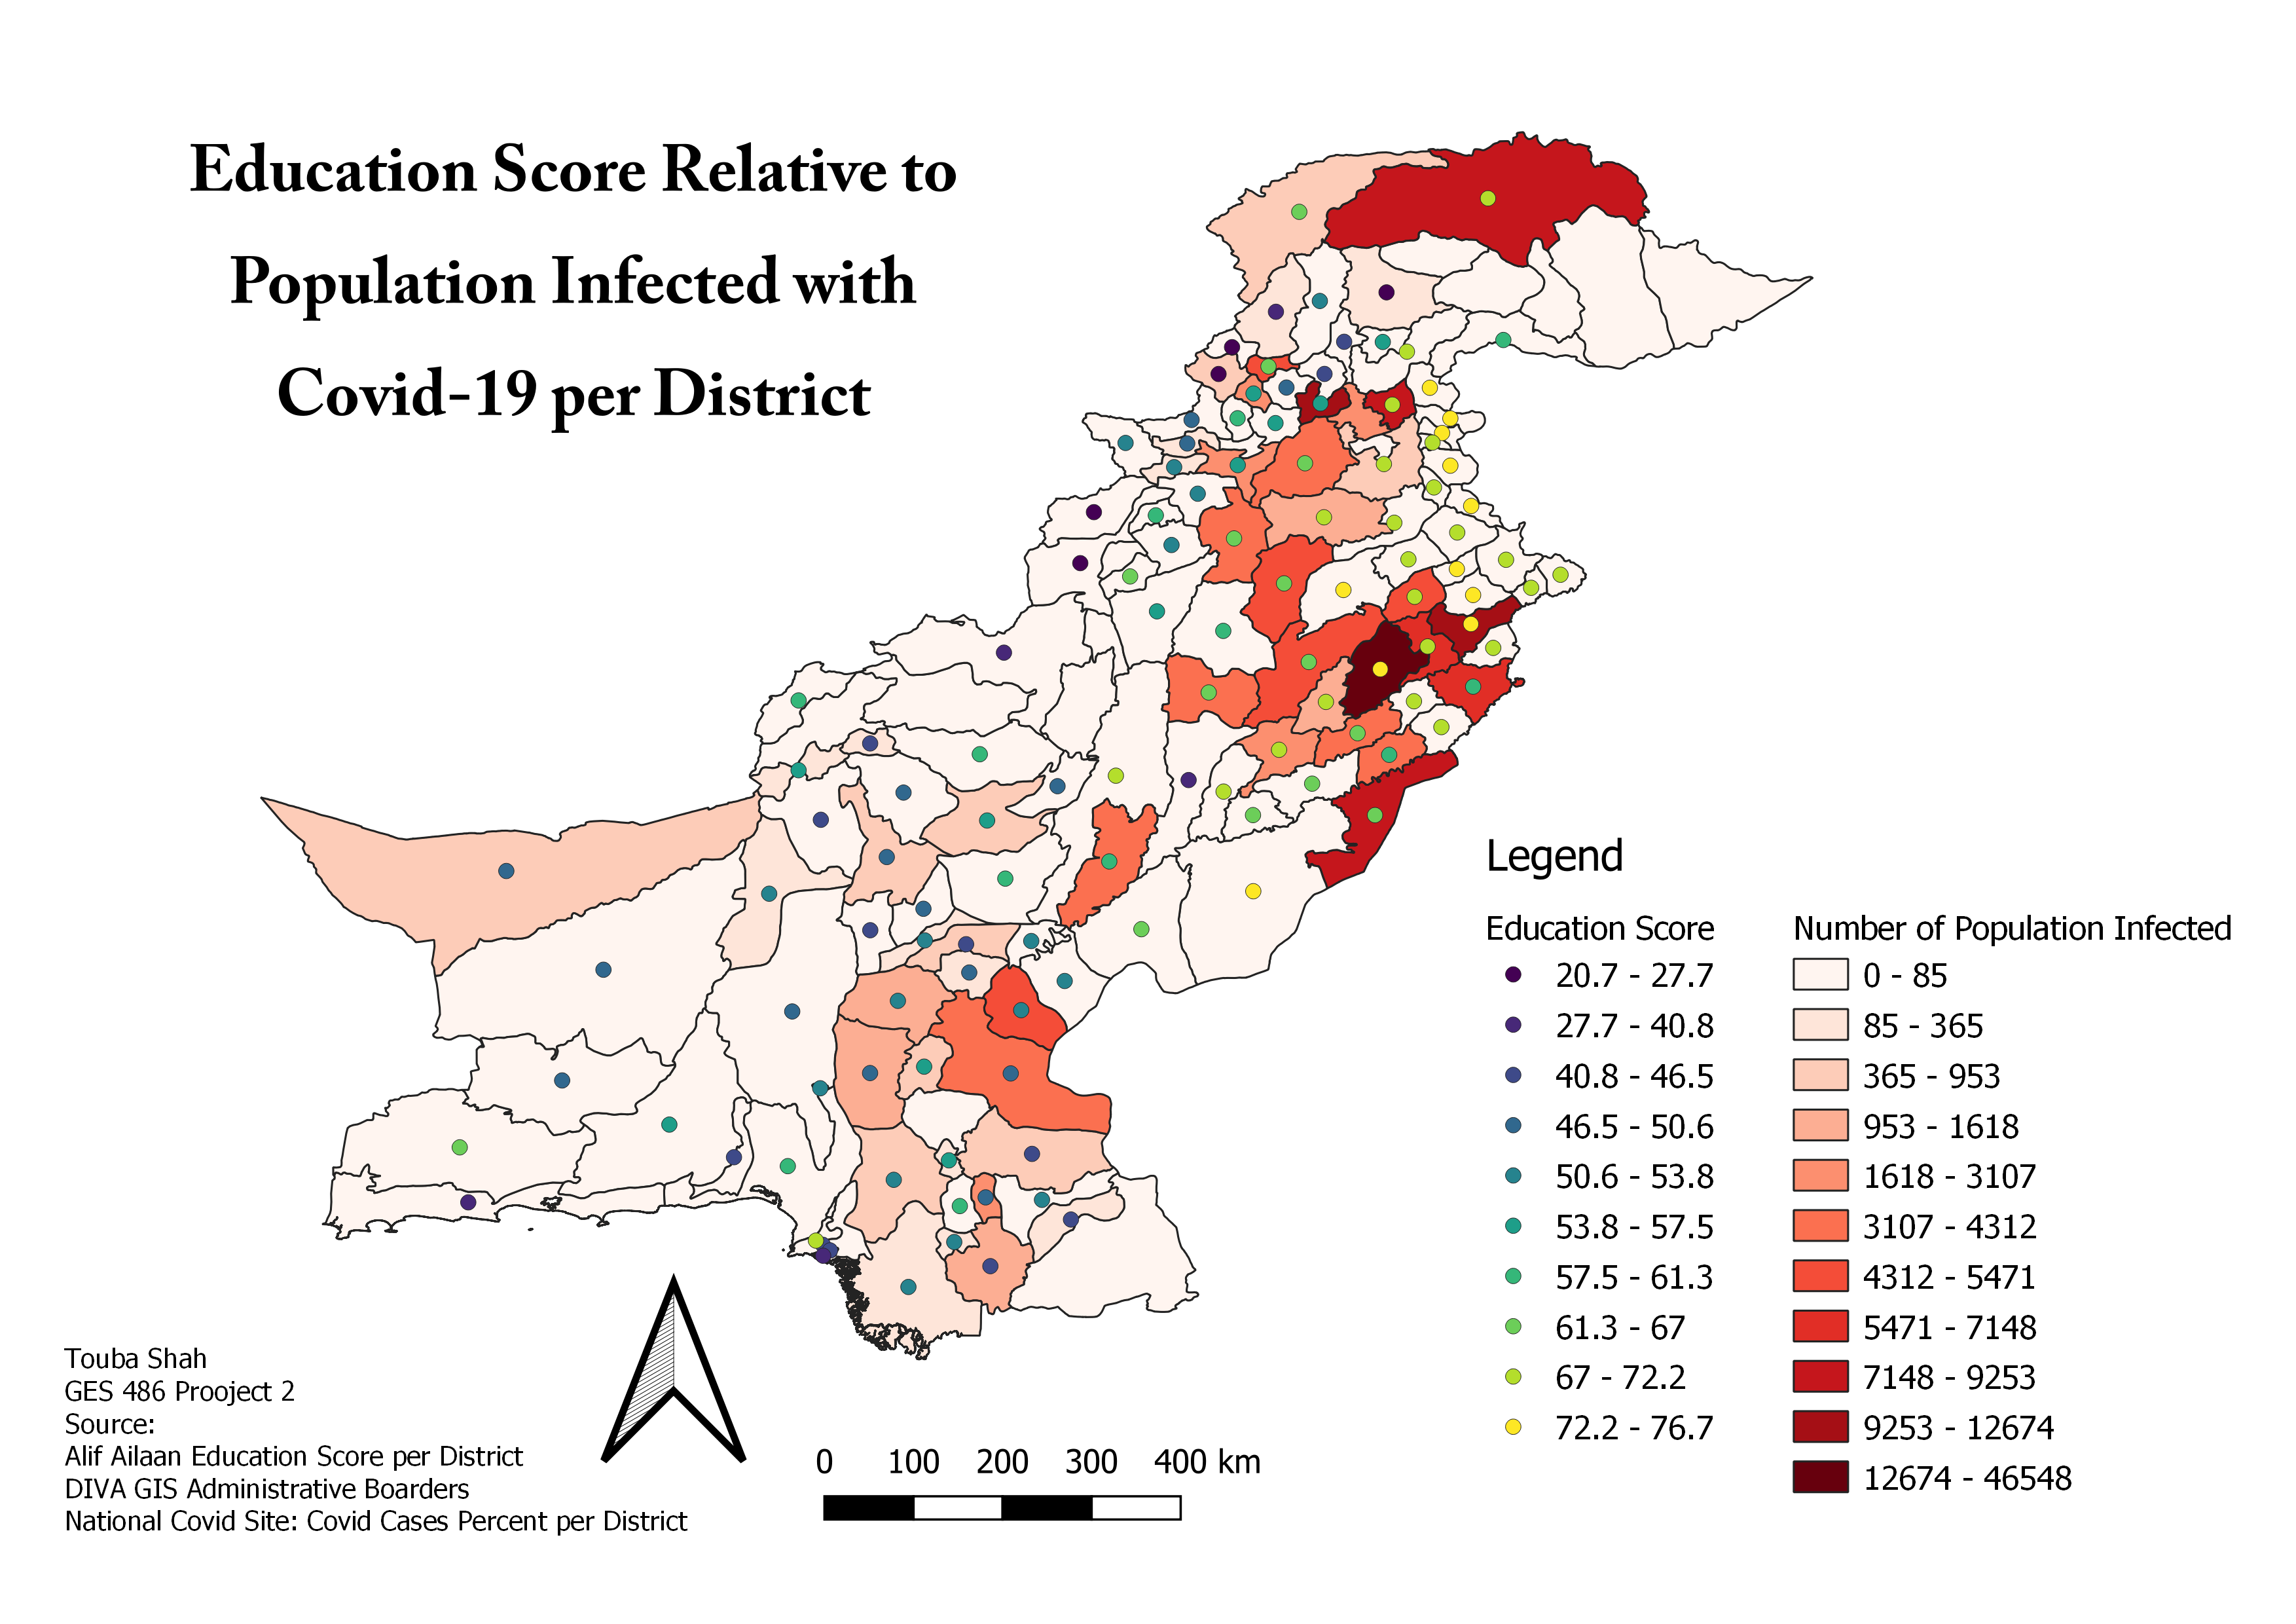 Education Score Relative to
Population Infected with
Covid-19 per District
Legend
Education Score
20.7 - 27.7
27.7 - 40.8
40.8 - 46.5
46.5 - 50.6
50.6 - 53.8
53.8 - 57.5
57.5 - 61.3
61.3 - 67
67 - 72.2
72.2 - 76.7
Number of Population Infected
0 - 85
85 - 365
365 - 953
953 - 1618
1618 - 3107
3107 - 4312
4312 - 5471
5471 - 7148
7148 - 9253
9253 - 12674
12674 - 46548
Touba Shah
GES 486 Prooject 2
Source:
Alif Ailaan Education Score per District
DIVA GIS Administrative Boarders
National Covid Site: Covid Cases Percent per District
0 100 200 300 400 km